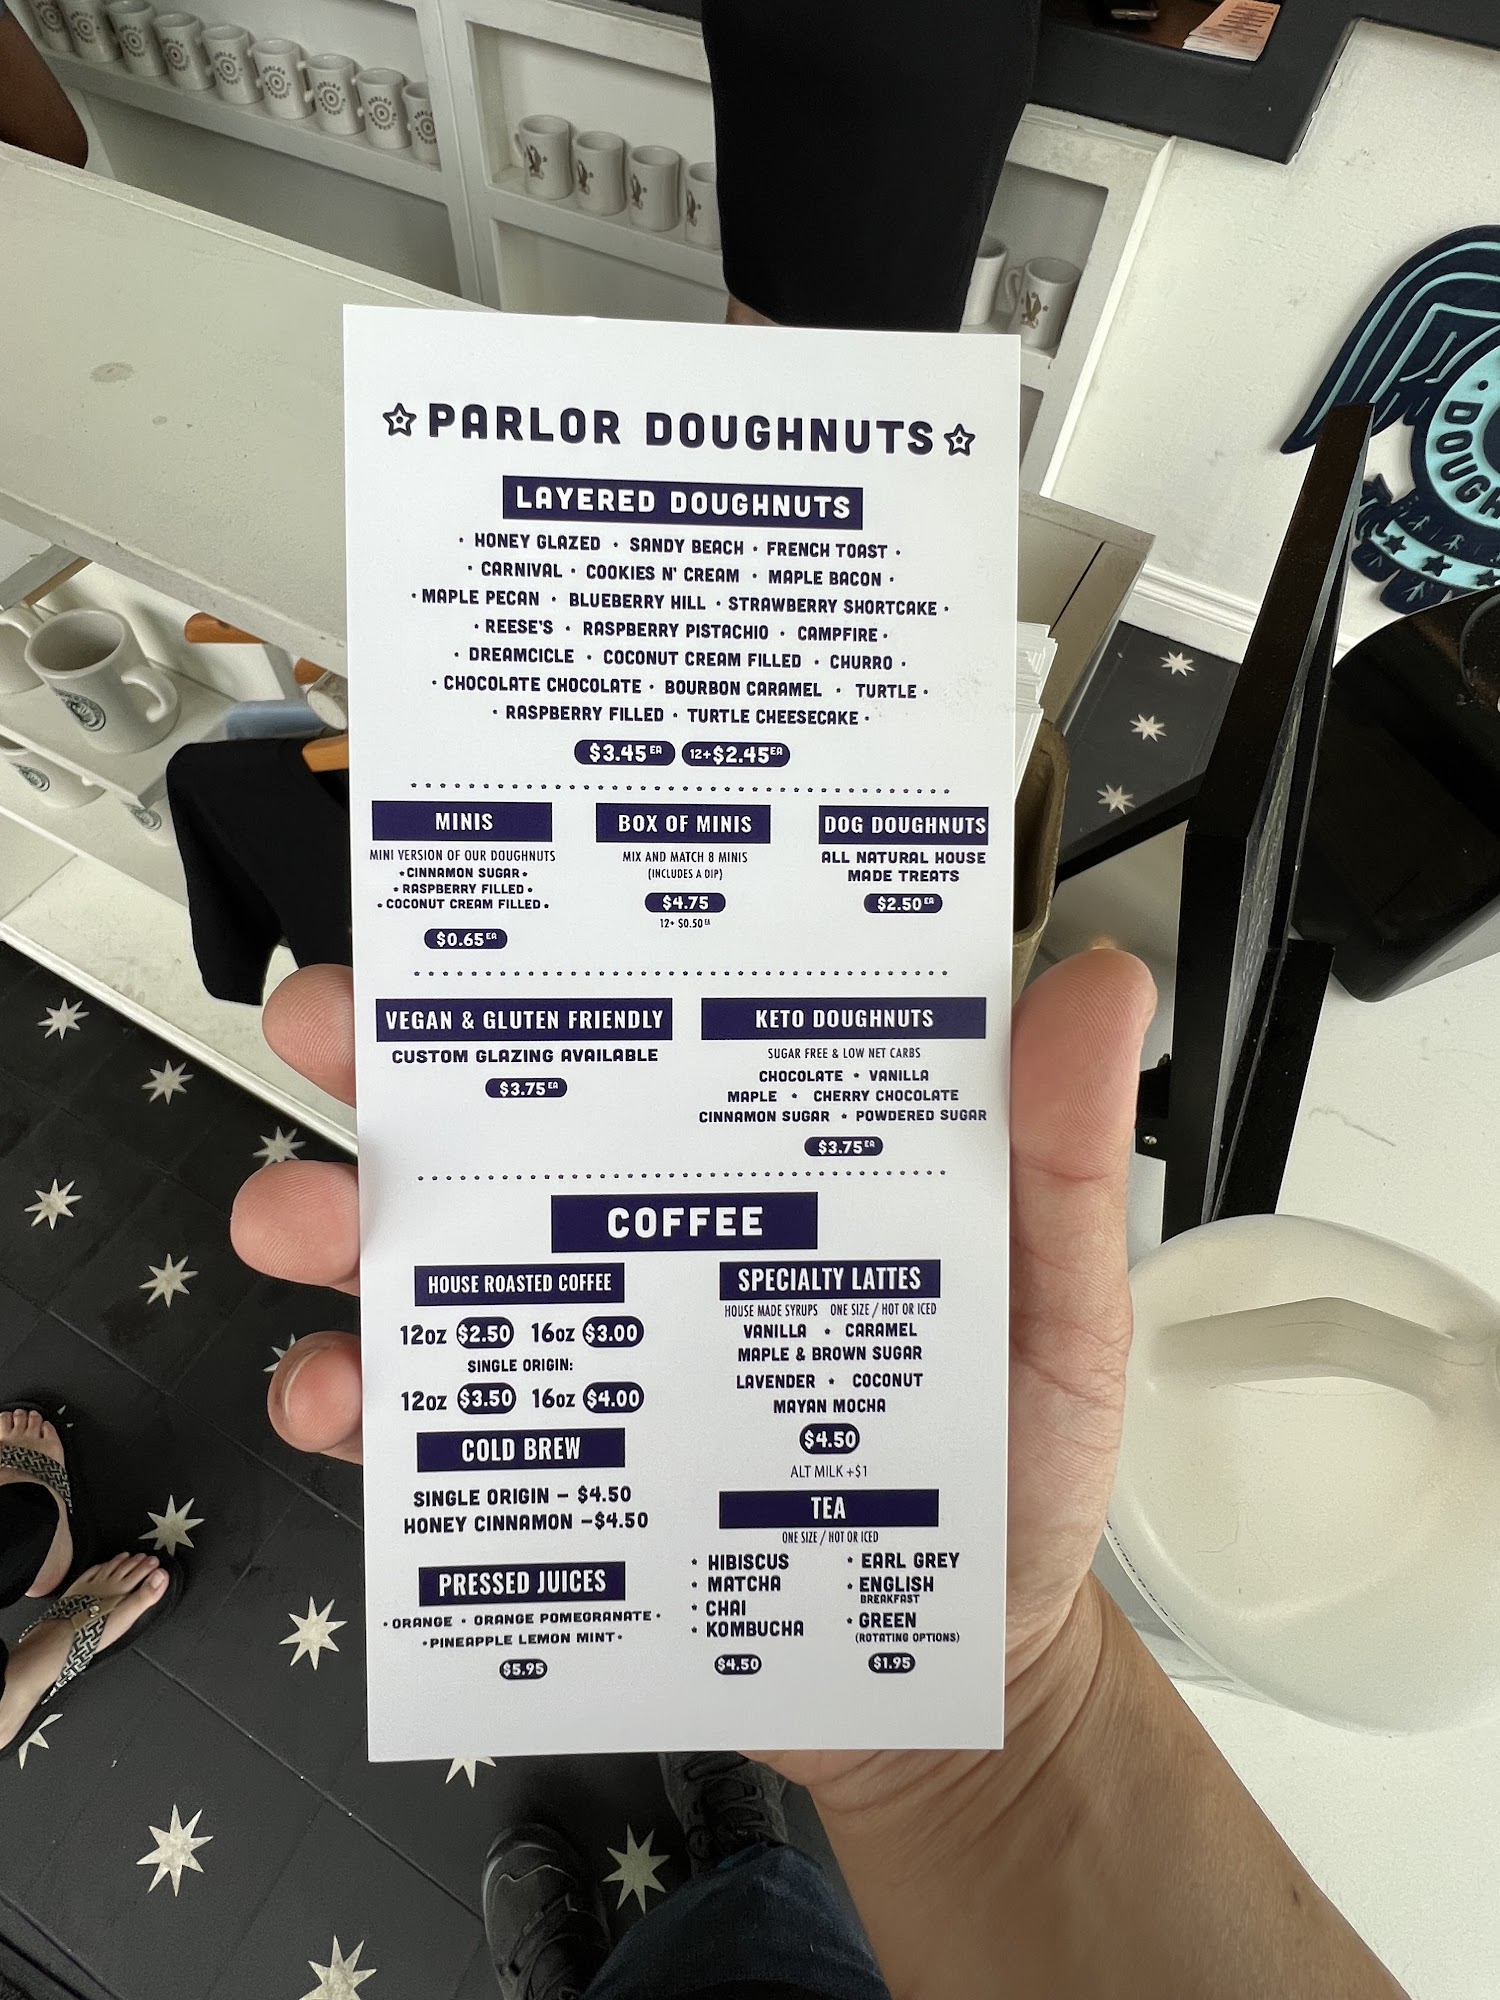 PARLOR DOUGHNUTS
LAYERED DOUGHNUTS
• HONEY GLAZED • SANDY BEACH • FRENCH TOAST •
• CARNIVAL • COOKIES N' CREAM • MAPLE BACON •
• MAPLE PECAN • BLUEBERRY HILL • STRAWBERRY SHORTCAKE •
• REESE'S • RASPBERRY PISTACHIO • CAMPFIRE •
• DREAMCICLE • COCONUT CREAM FILLED • CHURRO •
• CHOCOLATE CHOCOLATE • BOURBON CARAMEL • TURTLE •
• RASPBERRY FILLED • TURTLE CHEESECAKE •
$3.45 EA 12+ $2.45 EA
MINIS
MINI VERSION OF OUR DOUGHNUTS
• CINNAMON SUGAR •
• RASPBERRY FILLED •
• COCONUT CREAM FILLED •
$0.65 EA
BOX OF MINIS
MIX AND MATCH 8 MINIS
(INCLUDES A DIP)
$4.75
12+ $0.50 EA
DOG DOUGHNUTS
ALL NATURAL HOUSE
MADE TREATS
$2.50 EA
VEGAN & GLUTEN FRIENDLY
CUSTOM GLAZING AVAILABLE
$3.75 EA
KETO DOUGHNUTS
SUGAR FREE & LOW NET CARBS
CHOCOLATE • VANILLA
MAPLE • CHERRY CHOCOLATE
CINNAMON SUGAR • POWDERED SUGAR
$3.75 EA
COFFEE
HOUSE ROASTED COFFEE
12oz $2.50 16oz $3.00
SINGLE ORIGIN:
12oz $3.50 16oz $4.00
COLD BREW
SINGLE ORIGIN – $4.50
HONEY CINNAMON –$4.50
PRESSED JUICES
• ORANGE • ORANGE POMEGRANATE •
• PINEAPPLE LEMON MINT •
$5.95
SPECIALTY LATTES
HOUSE MADE SYRUPS ONE SIZE / HOT OR ICED
VANILLA • CARAMEL
MAPLE & BROWN SUGAR
LAVENDER • COCONUT
MAYAN MOCHA
$4.50
ALT MILK +$1
TEA
ONE SIZE / HOT OR ICED
• HIBISCUS
• MATCHA
• CHAI
• KOMBUCHA
$4.50
• EARL GREY
• ENGLISH
BREAKFAST
• GREEN
(ROTATING OPTIONS)
$1.95
DOUGH